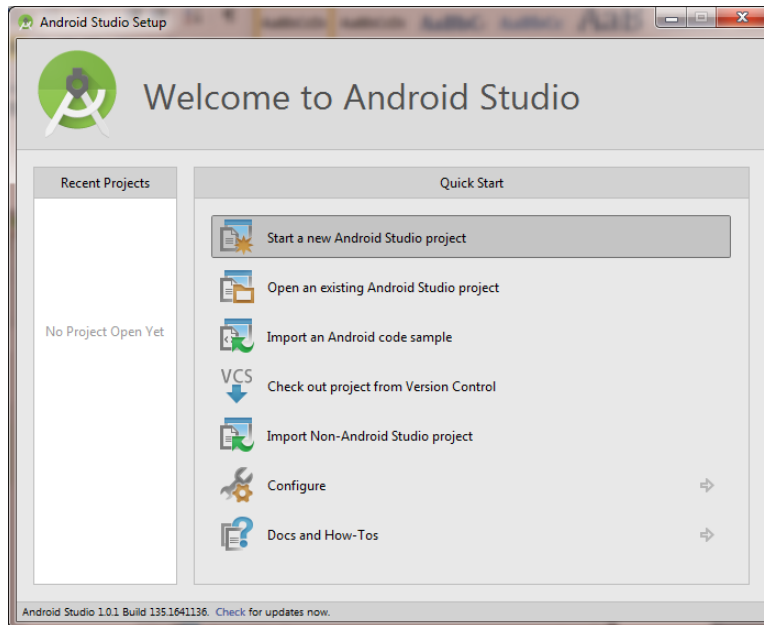 Android Studio Setup
Welcome to Android Studio
Recent Projects
No Project Open Yet
Quick Start
Start a new Android Studio project
Open an existing Android Studio project
Import an Android code sample
VCS
Check out project from Version Control
Import Non-Android Studio project
Configure
Docs and How-Tos
Android Studio 1.0.1 Build 135.1641136. Check for updates now.